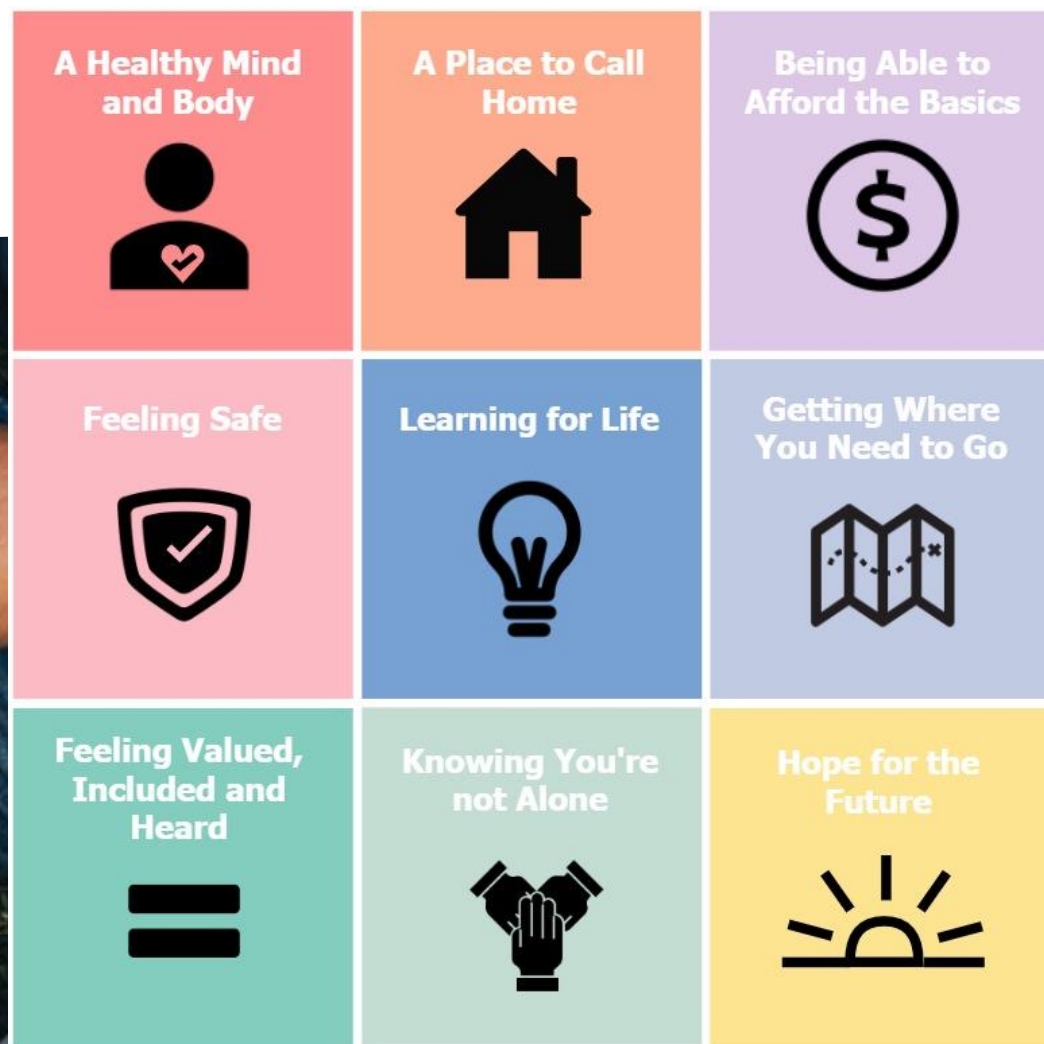 A Healthy Mind
and Body
A Place to Call
Home
Being Able to
Afford the Basics
$
Feeling Safe
Learning for Life
Getting Where
You Need to Go
Feeling Valued,
Included and
Heard
Knowing You're
not Alone
Hope for the
Future